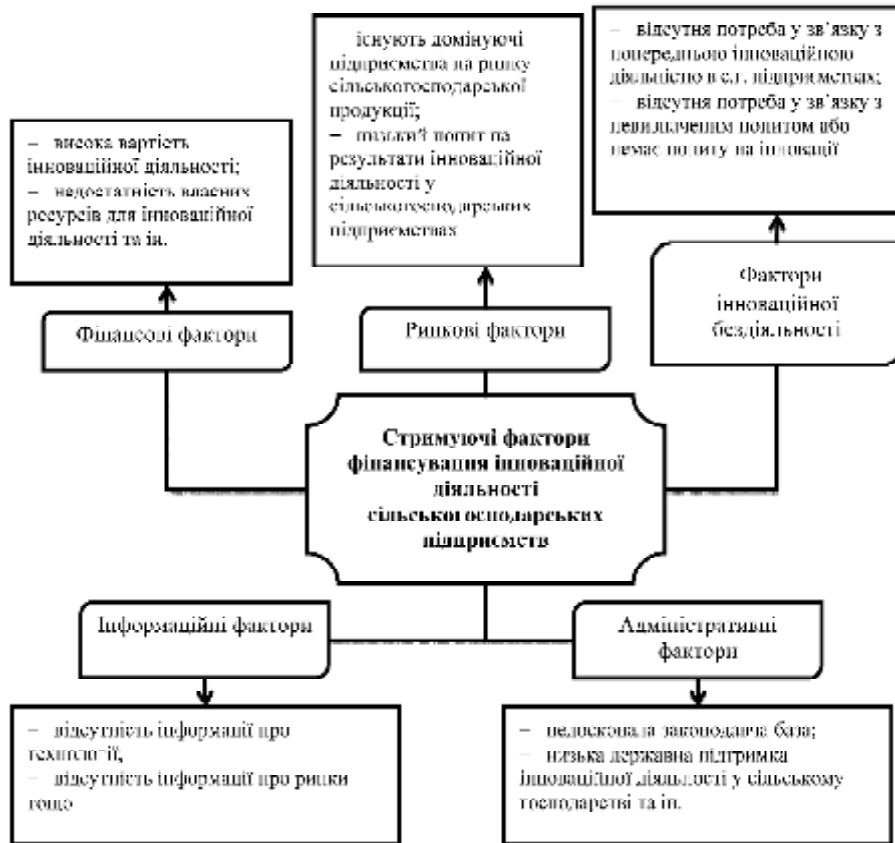 – висока вартість
інноваційної діяльності;
– недостатність власних
ресурсів для інноваційної
діяльності та ін.
існують домінуючі
підприємства на ринку
сільськогосподарської
продукції;
– низький попит на
результати інноваційної
діяльності у
сільськогосподарських
підприємствах
– відсутня потреба у зв'язку з
попередньою інноваційною
діяльністю в с.г. підприємствах;
– відсутня потреба у зв'язку з
невизначеним попитом або
немає попиту на інновації
Фінансові фактори
Ринкові фактори
Фактори
інноваційної
бездіяльності
Стримуючі фактори
фінансування інноваційної
діяльності
сільськогосподарських
підприємств
Інформаційні фактори
Адміністративні
фактори
– відсутність інформації про
технології;
– відсутність інформації про ринки
тощо
– недосконала законодавча база;
– низька державна підтримка
інноваційної діяльності у сільському
господарстві та ін.